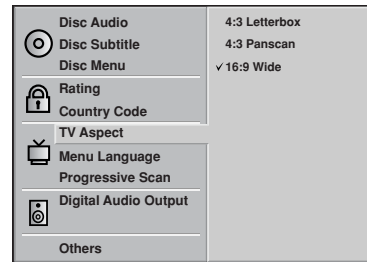 Disc Audio
Disc Subtitle
Disc Menu
Rating
Country Code
TV Aspect
Menu Language
Progressive Scan
Digital Audio Output
Others
4:3 Letterbox
4:3 Panscan
✓ 16:9 Wide